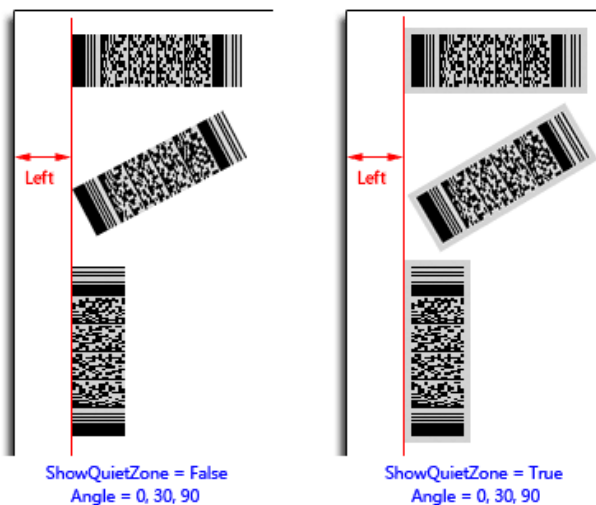 Left
Left
ShowQuietZone = False
Angle = 0, 30, 90
ShowQuietZone = True
Angle = 0, 30, 90